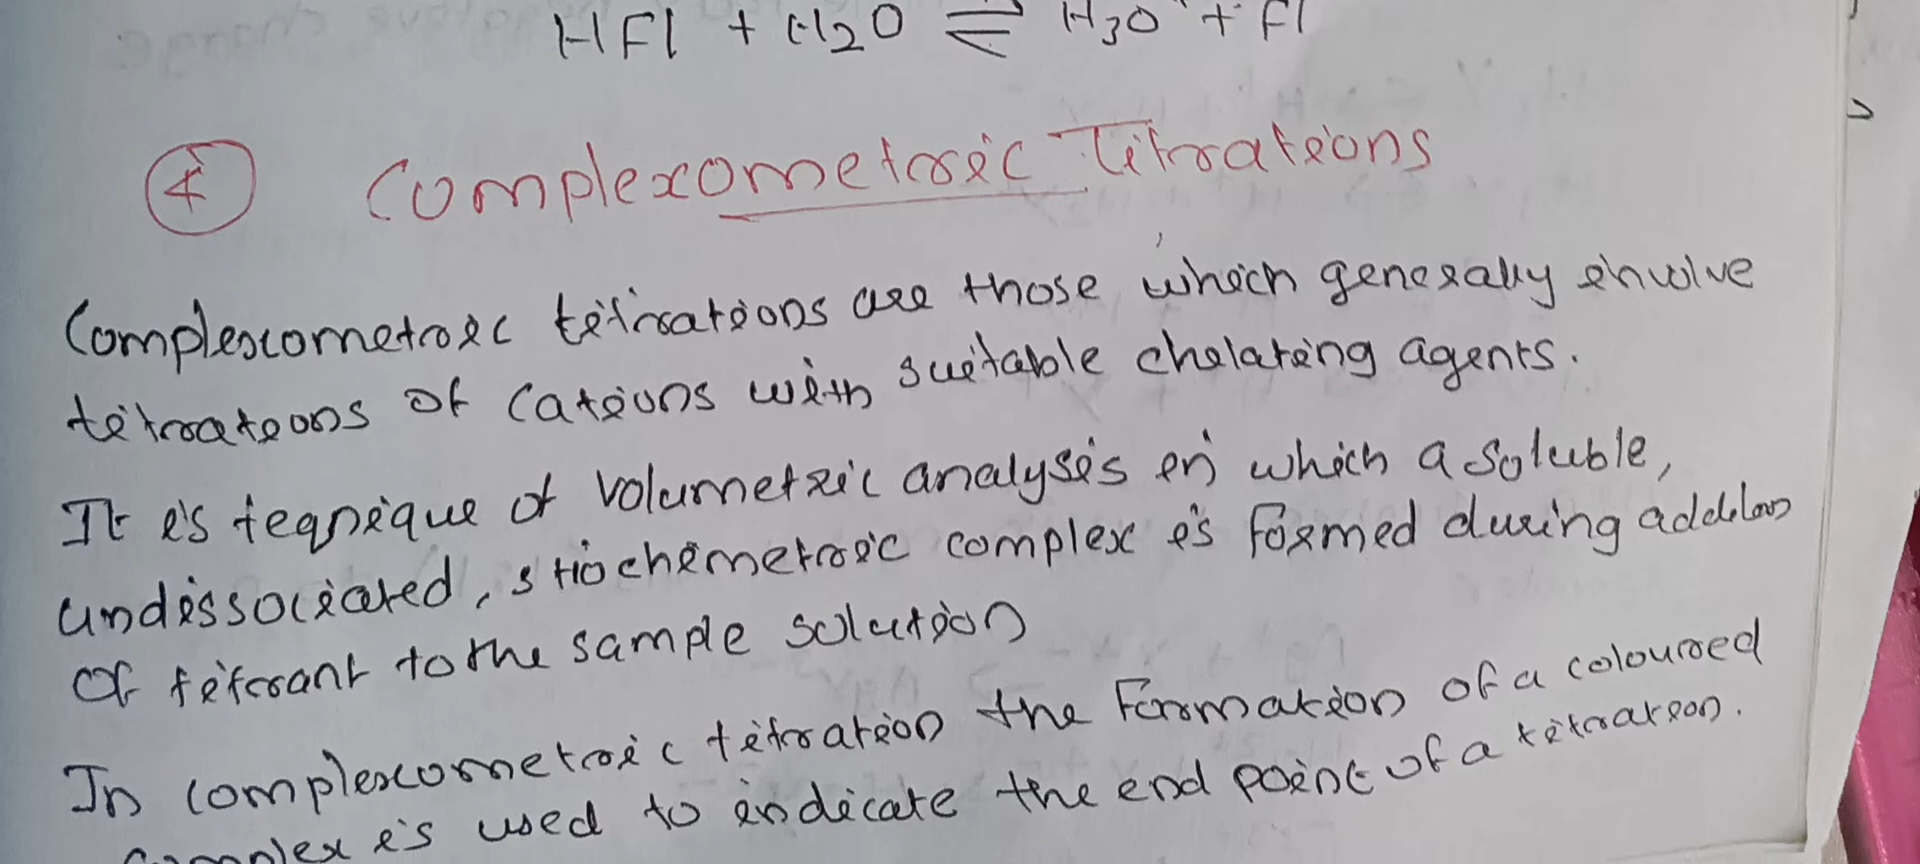 HFl + H2O ⇌ H3O+ + Fl
④ Complexometric Titrations
Complexometric titrations are those which generally involve
titrations of cations with suitable chelating agents.
It is teqnique of volumetric analysis in which a soluble,
undissociated, stiochimetric complex is formed during addition
of titrant to the sample solution
In complexometric titration the formation of a coloured
complex is used to indicate the end point of a titration.